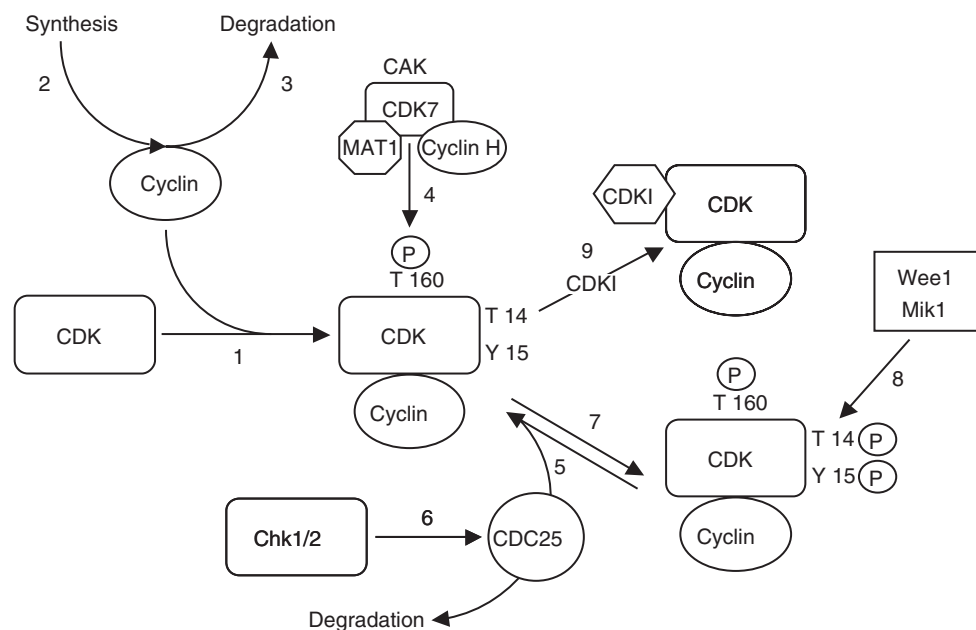 Synthesis
Degradation
2
3
CAK
CDK7
MAT1
Cyclin H
4
Cyclin
CDKI
CDK
Cyclin
9
CDKI
P
T 160
CDK
T 14
Y 15
Cyclin
CDK
1
Wee1
Mik1
8
P
T 160
CDK
T 14 P
Y 15 P
Cyclin
7
5
Chk1/2
6
CDC25
Degradation